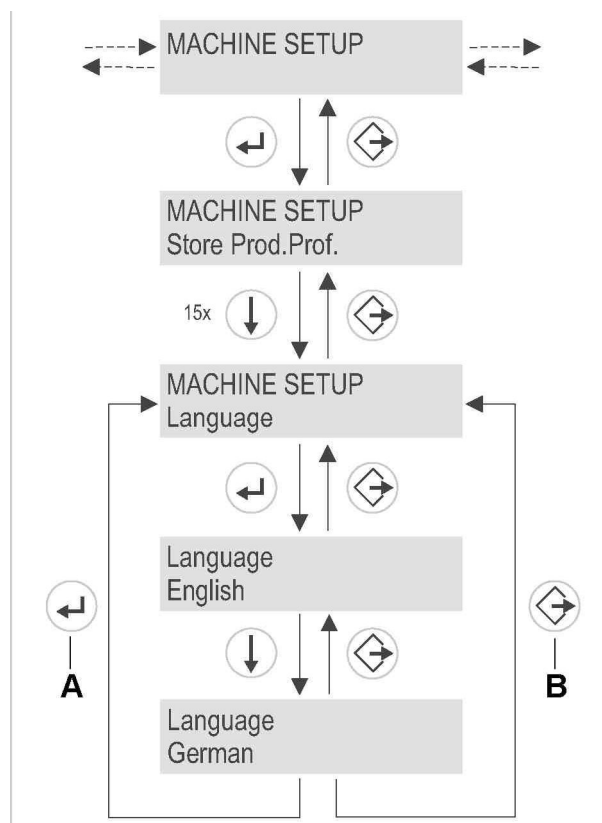 MACHINE SETUP
MACHINE SETUP
Store Prod.Prof.
15x
MACHINE SETUP
Language
Language
English
A
B
Language
German